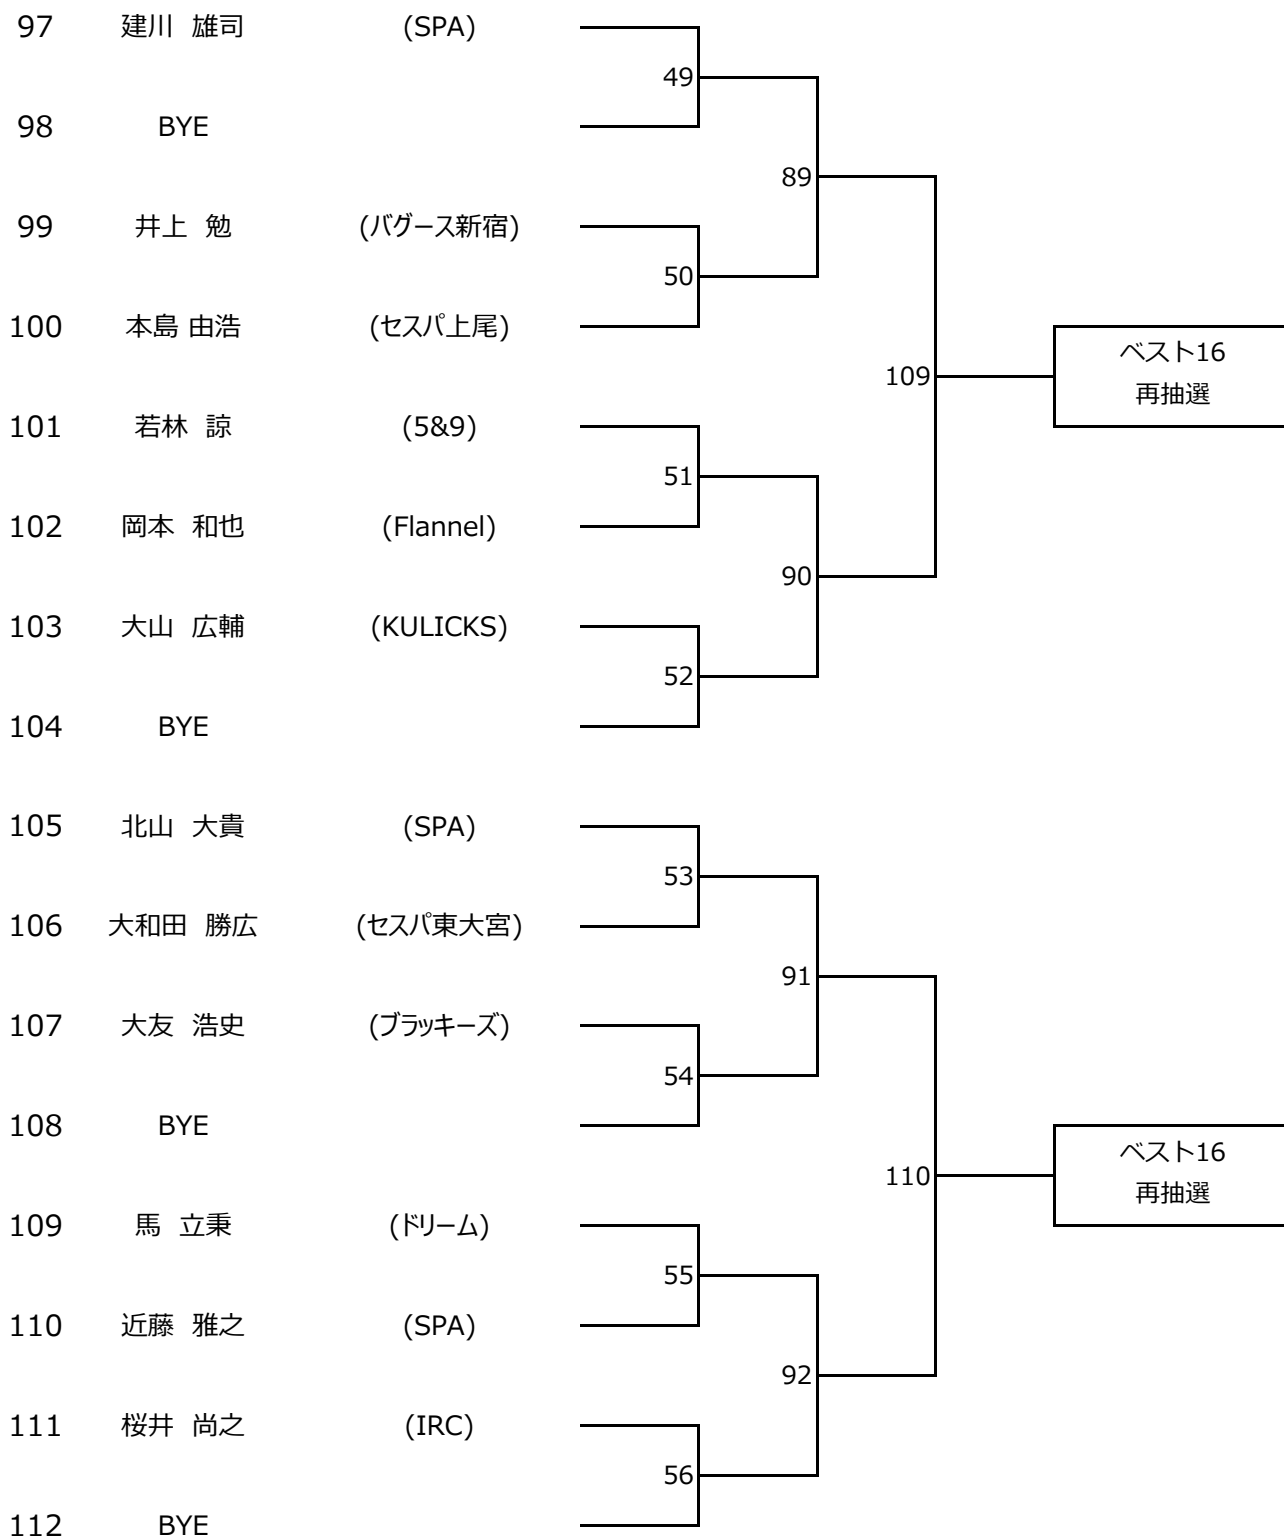 97 建川 雄司 (SPA)
49
98 BYE
89
99 井上 勉 (バグース新宿)
50
100 本島 由浩 (セスパ上尾)
ベスト16
109
再抽選
101 若林 諒 (5&9)
51
102 岡本 和也 (Flannel)
90
103 大山 広輔 (KULICKS)
52
104 BYE
105 北山 大貴 (SPA)
53
106 大和田 勝広 (セスパ東大宮)
91
107 大友 浩史 (ブラッキーズ)
54
108 BYE
ベスト16
110
再抽選
109 馬 立秉 (ドリーム)
55
110 近藤 雅之 (SPA)
92
111 桜井 尚之 (IRC)
56
112 BYE